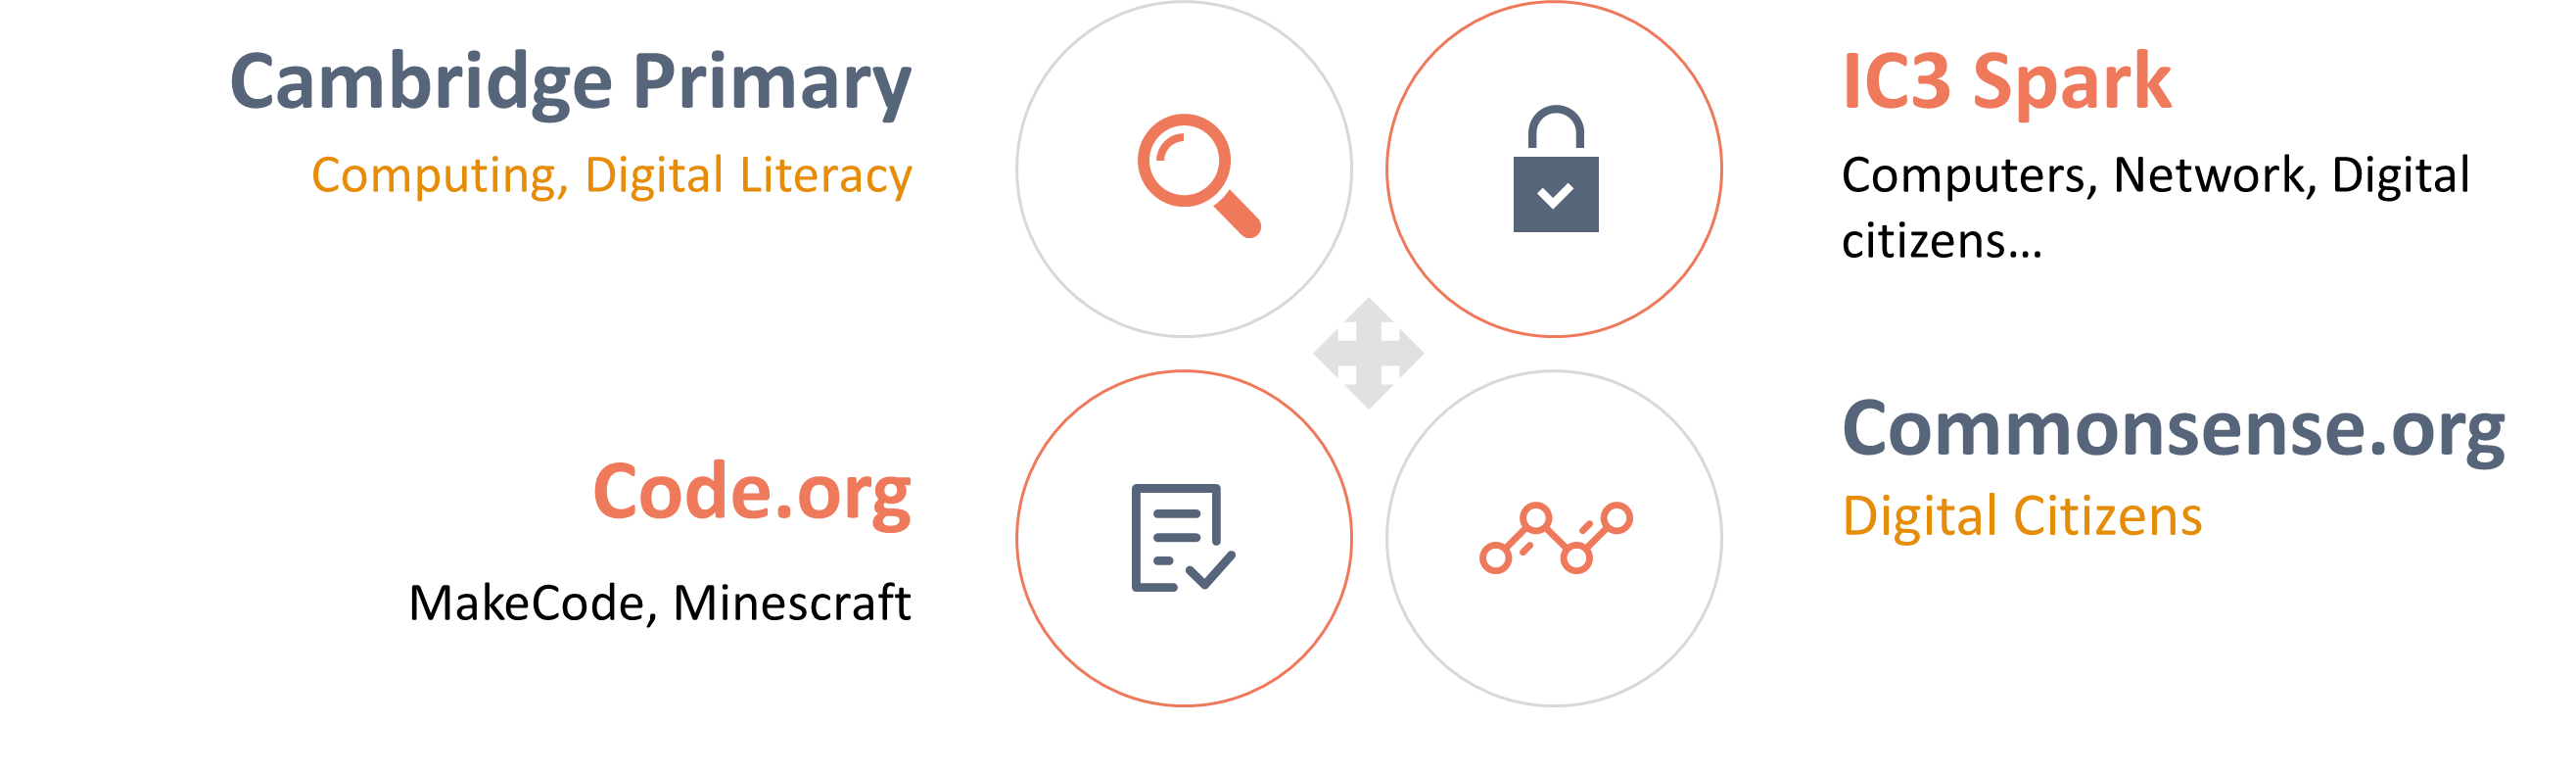 Cambridge Primary
Computing, Digital Literacy
IC3 Spark
Computers, Network, Digital
citizens...
Code.org
MakeCode, Minescraft
Commonsense.org
Digital Citizens